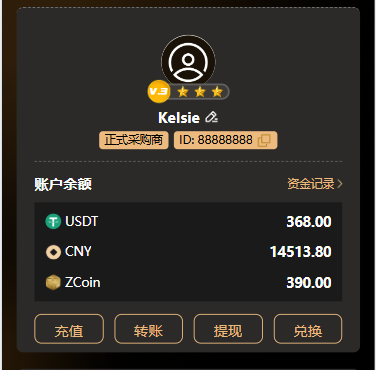 V.3
Kelsie
正式采购商 ID: 88888888
账户余额 资金记录
USDT 368.00
CNY 14513.80
ZCoin 390.00
充值 转账 提现 兑换